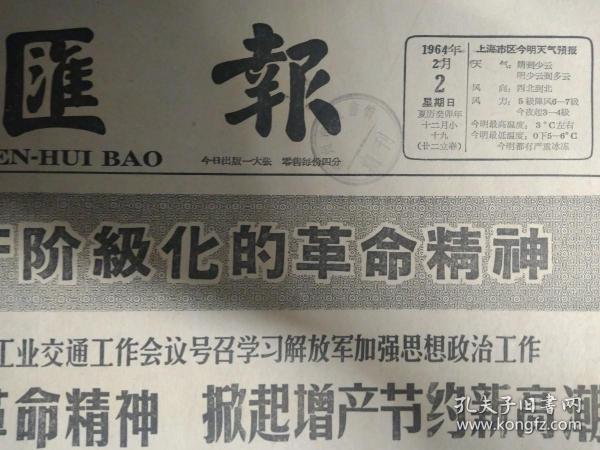 匯報
EN-HUI BAO
今日出版一大张 零售每份四分
1964年
2月
2
星期日
夏历癸卯年
十二月小
十九
(廿二立春)
上海市区今明天气预报
天 气：晴到少云
明少云到多云
风 向：西北到北
风 力：5级阵风6—7级
今夜起3—4级
今明最高温度：3°C左右
今明最低温度：0下5—6°C
今明都有严重冰冻
阶級化的革命精神
工业交通工作会议号召学习解放军加强思想政治工作
革命精神 掀起增产节约新高潮
孔夫子旧书网